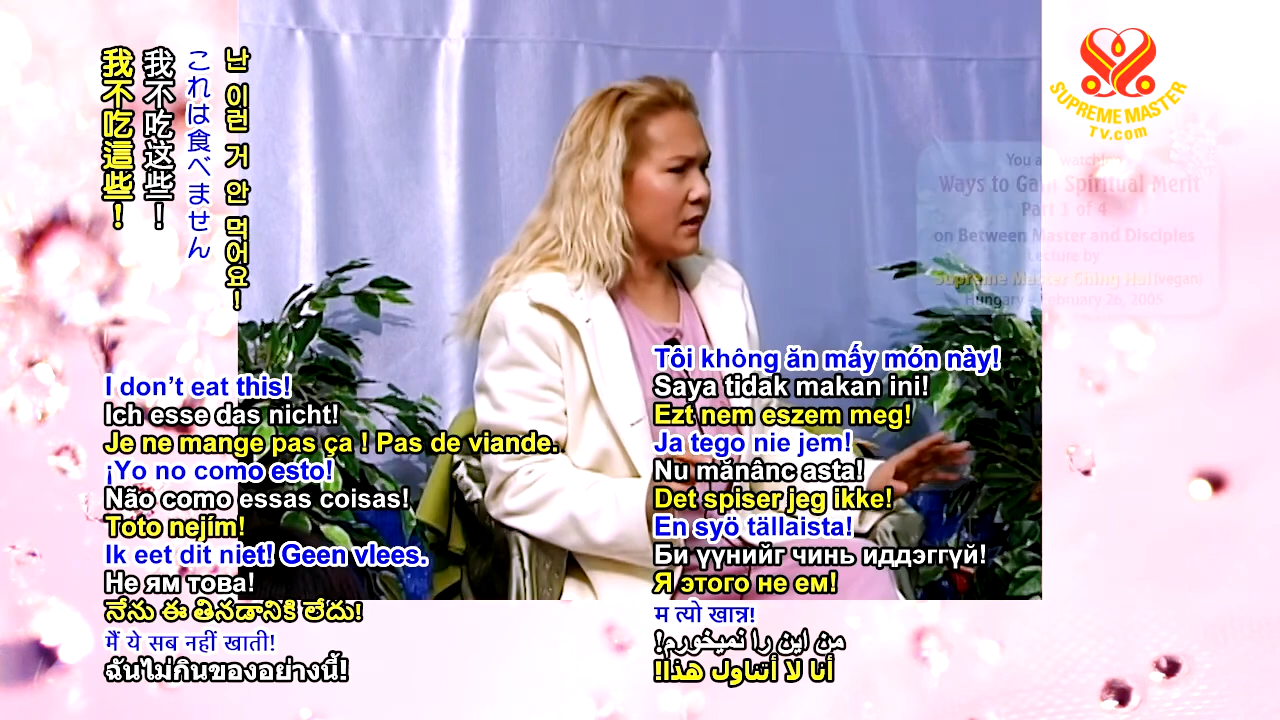 我不吃這些！
我不吃这些！
これは食べません
난 이런 거 안 먹어요!
SUPREME MASTER
TV.com
You are watching
Ways to Gain Spiritual Merit
Part 1 of 4
on Between Master and Disciples
Lecture by
Supreme Master Ching Hai (vegan)
Hungary – February 26, 2005
I don't eat this!
Ich esse das nicht!
Je ne mange pas ça ! Pas de viande.
¡Yo no como esto!
Não como essas coisas!
Toto nejím!
Ik eet dit niet! Geen vlees.
Не ям това!
నేను ఈ తినడానికి లేదు!
मैं ये सब नहीं खाती!
ฉันไม่กินของอย่างนี้!
Tôi không ăn mấy món này!
Saya tidak makan ini!
Ezt nem eszem meg!
Ja tego nie jem!
Nu mănânc asta!
Det spiser jeg ikke!
En syö tällaista!
Би үүнийг чинь иддэггүй!
Я этого не ем!
म त्यो खान्न!
من این را نمیخورم!
أنا لا أتناول هذا!